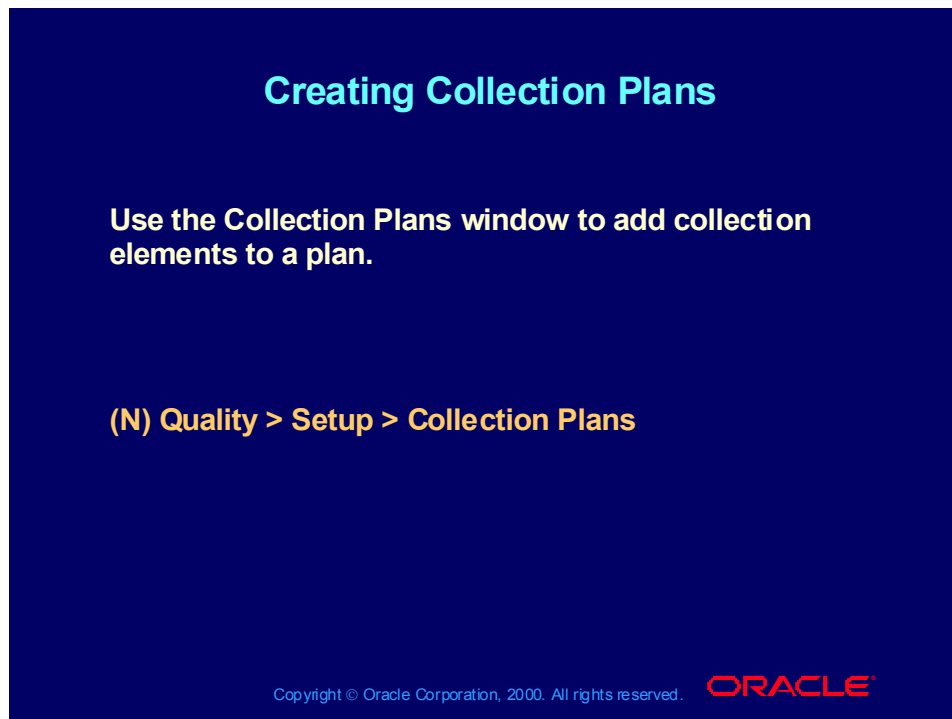 Creating Collection Plans
Use the Collection Plans window to add collection
elements to a plan.
(N) Quality > Setup > Collection Plans
Copyright © Oracle Corporation, 2000. All rights reserved.
ORACLE®